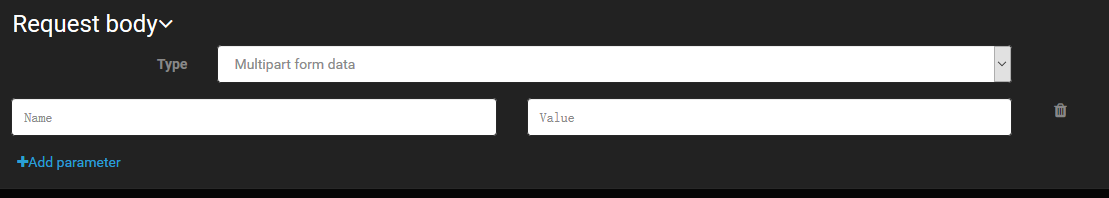 Request body
Type
Multipart form data
Name
Value
Add parameter